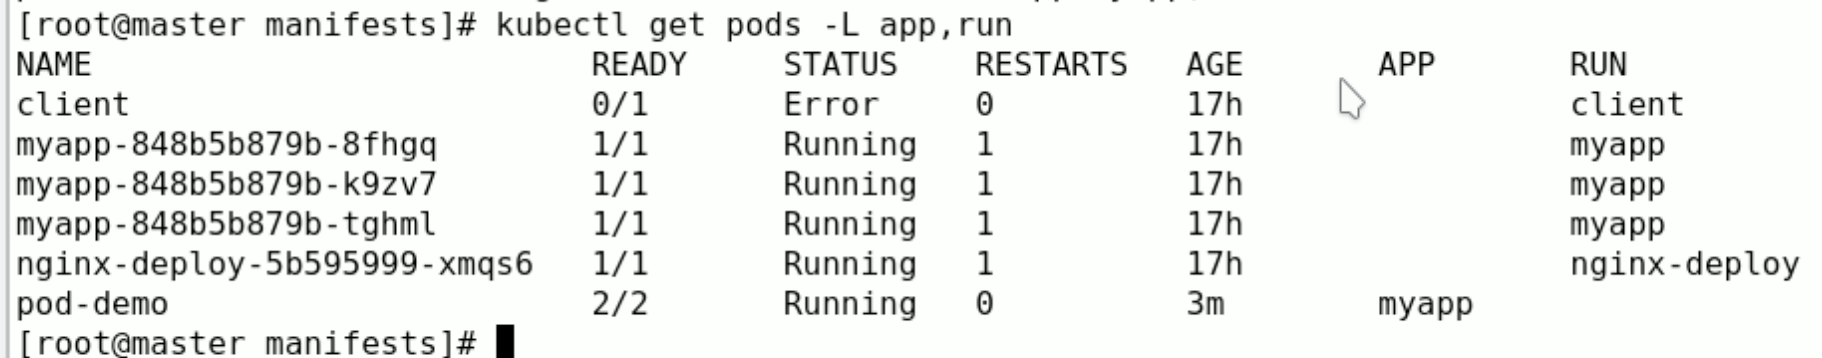 [root@master manifests]# kubectl get pods -L app,run
NAME READY STATUS RESTARTS AGE APP RUN
client 0/1 Error 0 17h client
myapp-848b5b879b-8fhgq 1/1 Running 1 17h myapp
myapp-848b5b879b-k9zv7 1/1 Running 1 17h myapp
myapp-848b5b879b-tghml 1/1 Running 1 17h myapp
nginx-deploy-5b595999-xmqs6 1/1 Running 1 17h nginx-deploy
pod-demo 2/2 Running 0 3m myapp
[root@master manifests]#